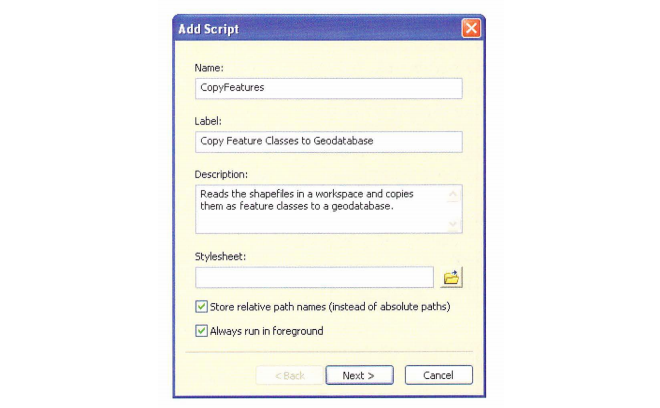 Add Script
Name:
CopyFeatures
Label:
Copy Feature Classes to Geodatabase
Description:
Reads the shapefiles in a workspace and copies
them as feature classes to a geodatabase.
Stylesheet:
Store relative path names (instead of absolute paths)
Always run in foreground
< Back
Next >
Cancel